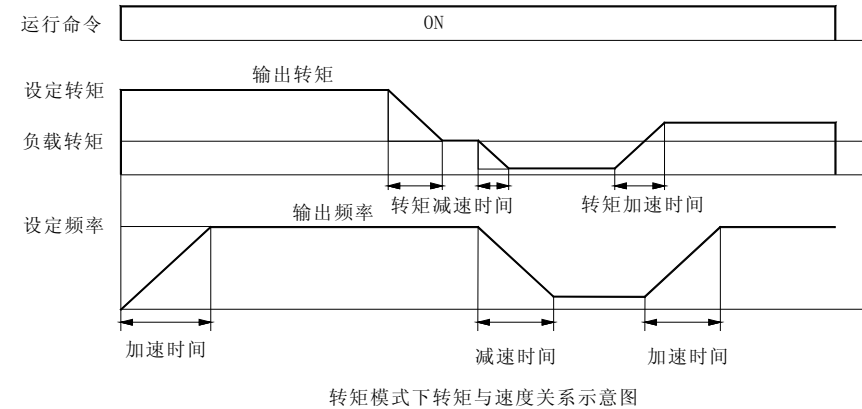 运行命令
ON
设定转矩
输出转矩
负载转矩
转矩减速时间
转矩加速时间
设定频率
输出频率
加速时间
减速时间
加速时间
转矩模式下转矩与速度关系示意图